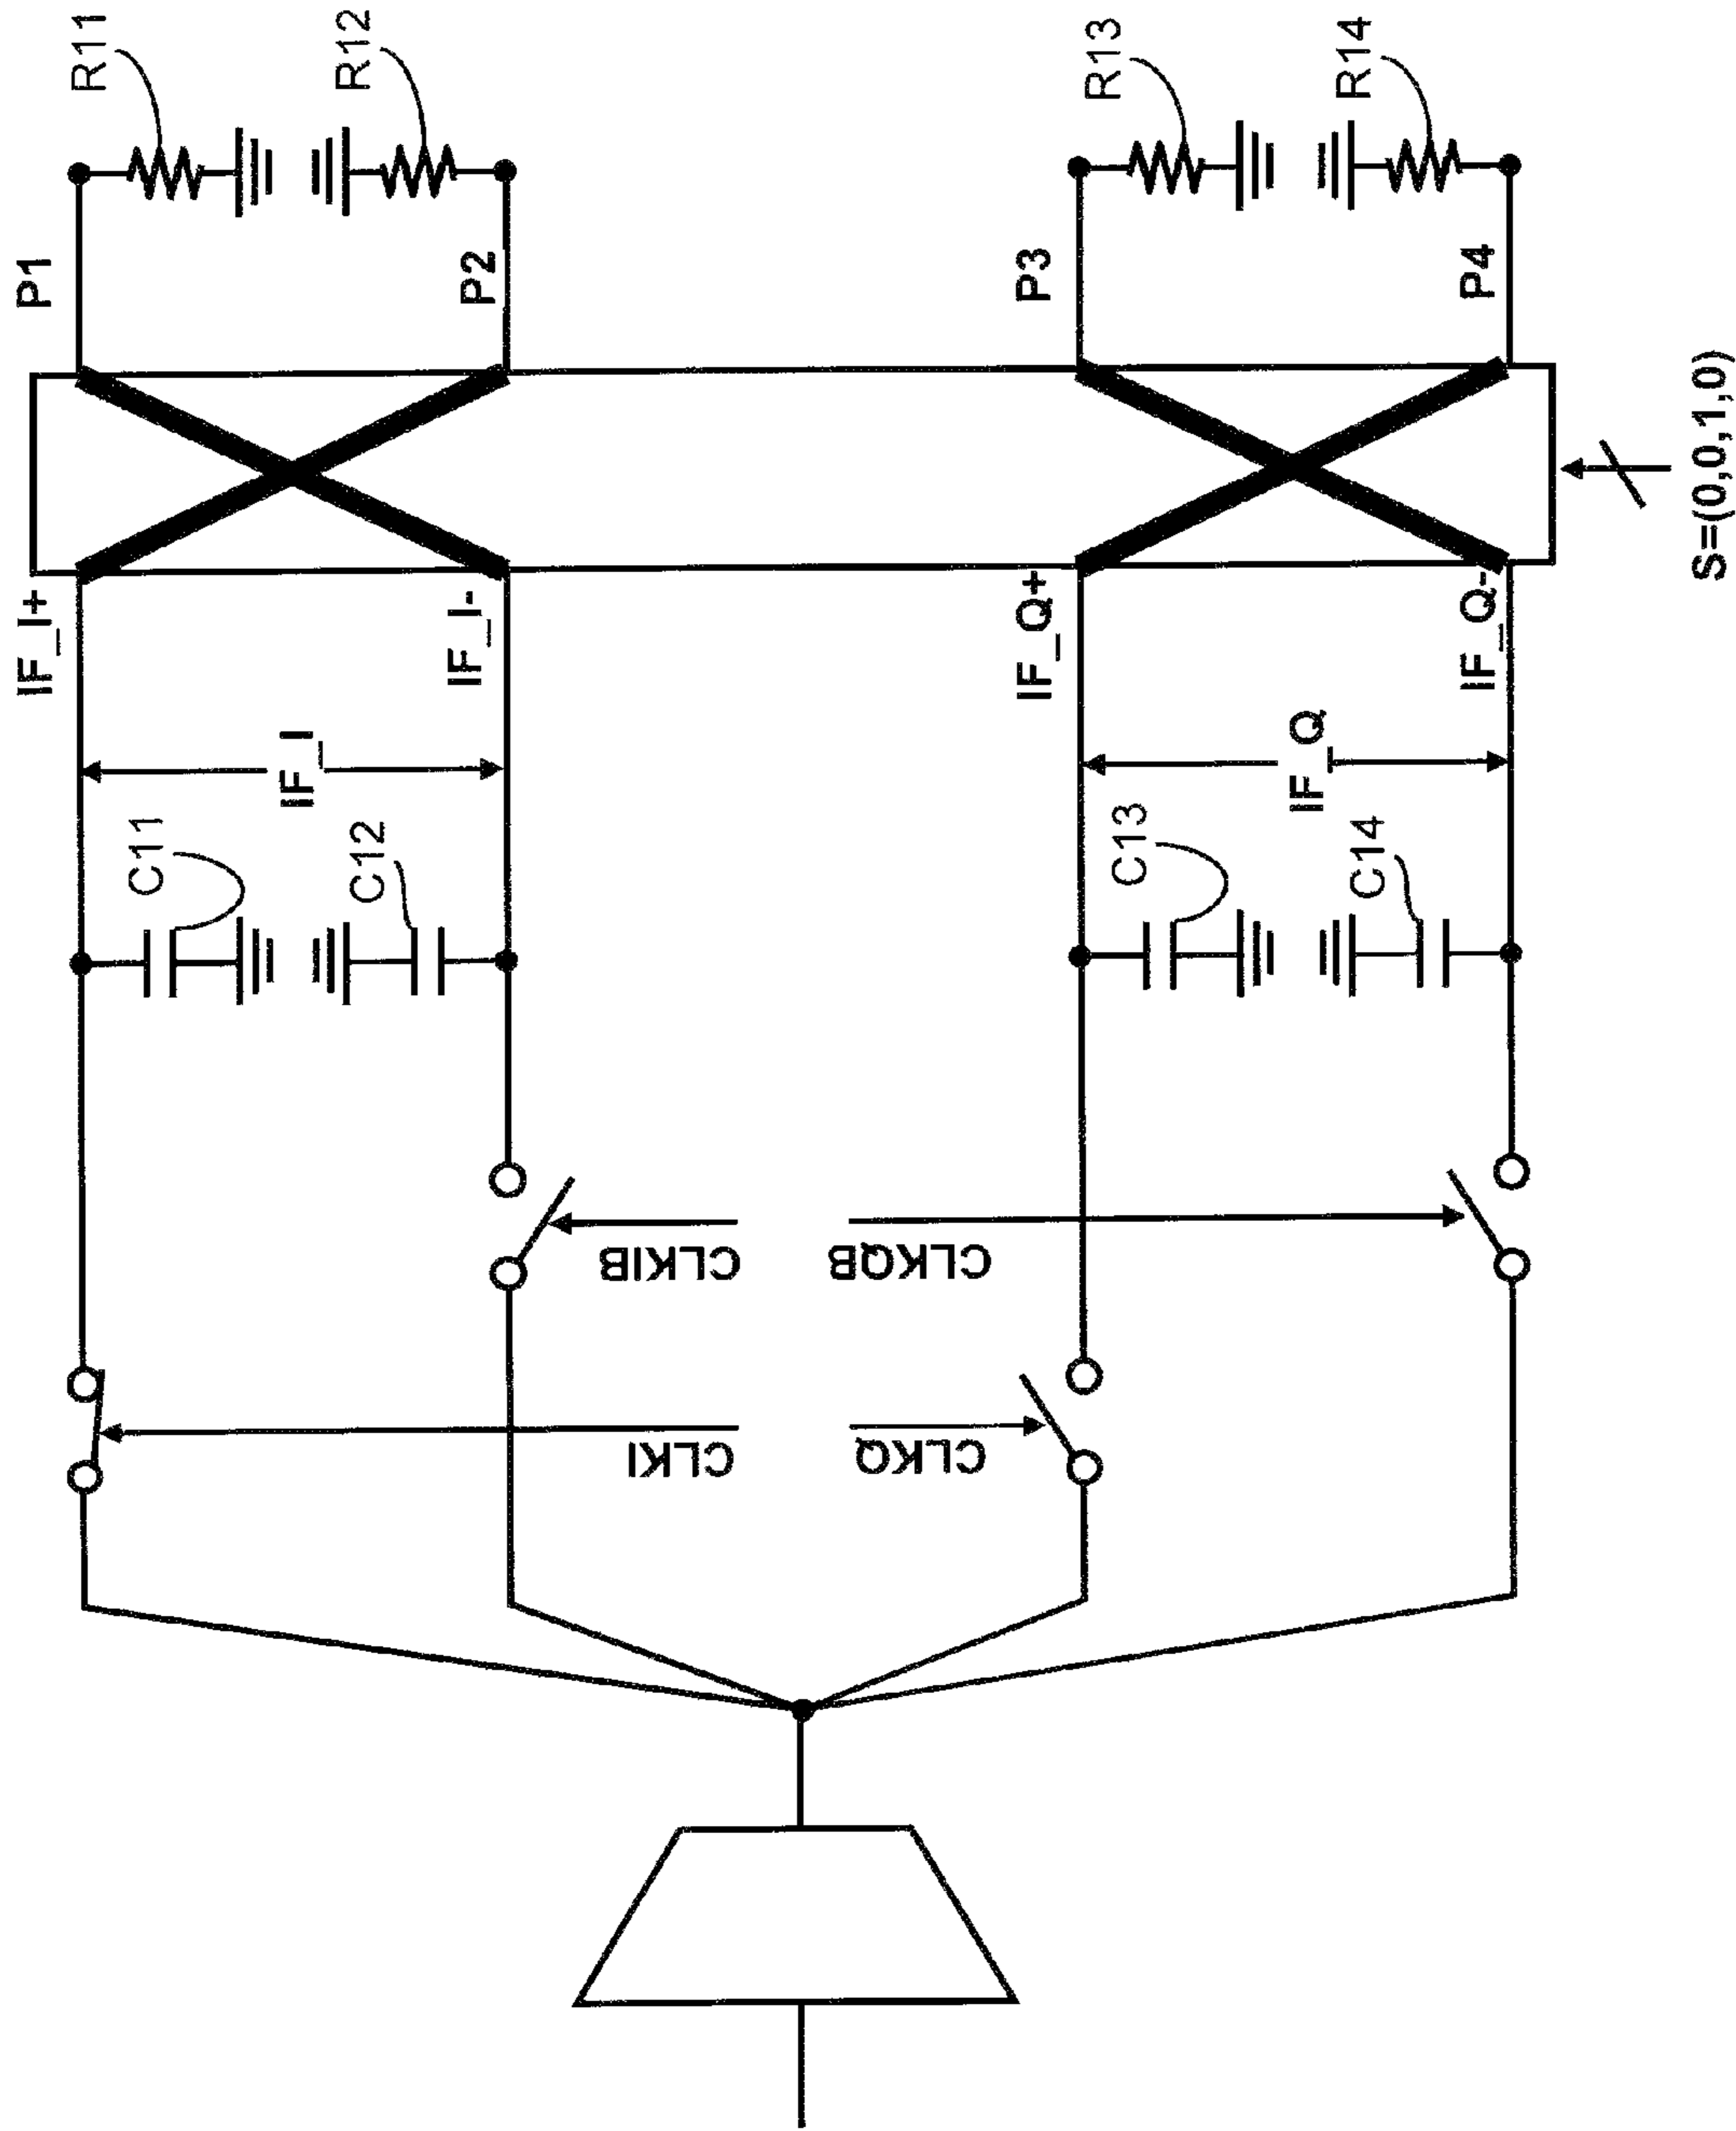 P1
R11
R12
P2
P3
R13
R14
P4
IF_I+
IF_I-
IF_Q+
IF_Q-
S=(0,0,1,0)
IF_I
IF_Q
C11
C12
C13
C14
CLKIB
CLKQB
CLKI
CLKQ